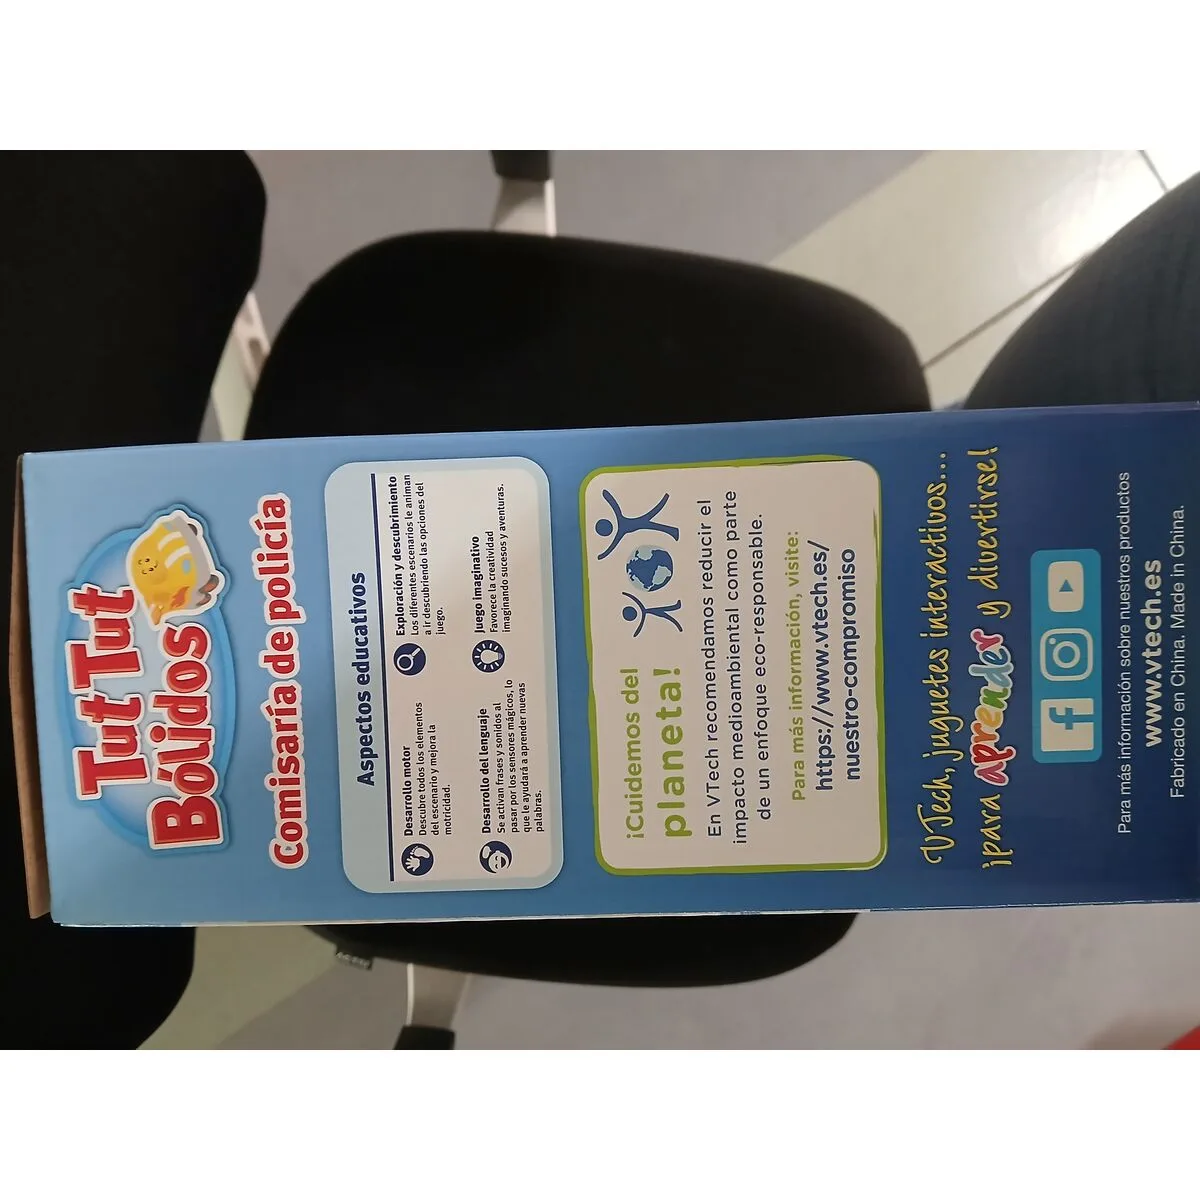 Tut Tut
Bólidos
Comisaría de policía
Aspectos educativos
Desarrollo motor
Descubre todos los elementos
del escenario y mejora la
motricidad.
Exploración y descubrimiento
Los diferentes escenarios le animan
a ir descubriendo las opciones del
juego.
Desarrollo del lenguaje
Se activan frases y sonidos al
pasar por los sensores mágicos, lo
que le ayudará a aprender nuevas
palabras.
Juego imaginativo
Favorece la creatividad
imaginando sucesos y aventuras.
¡Cuidemos del
planeta!
En VTech recomendamos reducir el
impacto medioambiental como parte
de un enfoque eco-responsable.
Para más información, visite:
https://www.vtech.es/
nuestro-compromiso
VTech, juguetes interactivos...
¡para aprender y divertirse!
Para más información sobre nuestros productos
www.vtech.es
Fabricado en China. Made in China.